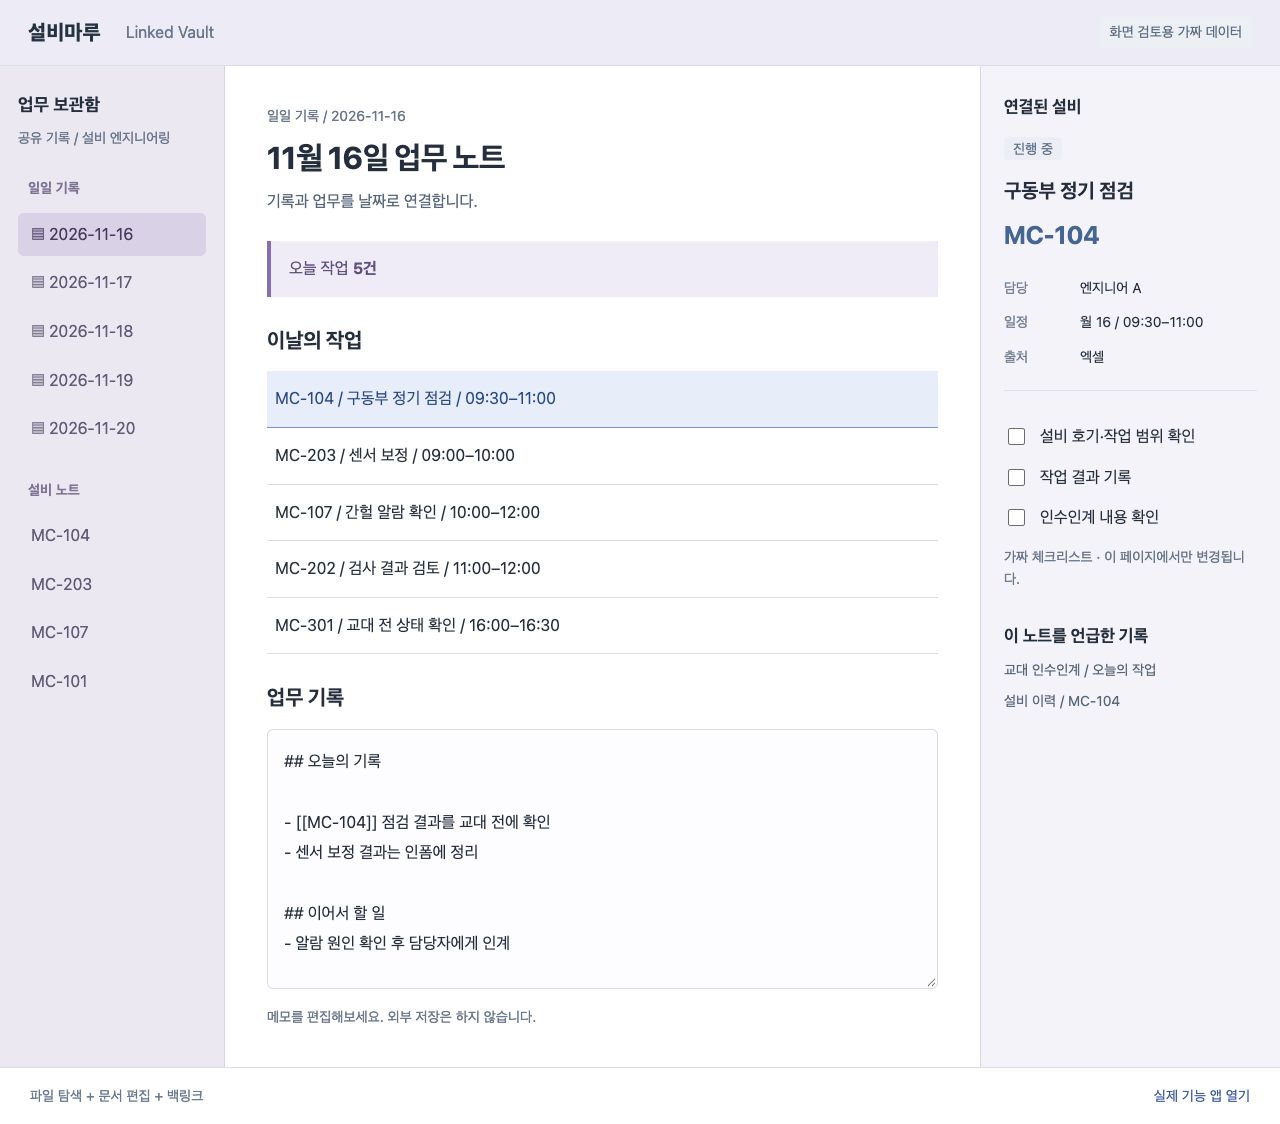 설비마루
Linked Vault
화면 검토용 가짜 데이터
업무 보관함
공유 기록 / 설비 엔지니어링
일일 기록
2026-11-16
2026-11-17
2026-11-18
2026-11-19
2026-11-20
설비 노트
MC-104
MC-203
MC-107
MC-101
일일 기록 / 2026-11-16
11월 16일 업무 노트
기록과 업무를 날짜로 연결합니다.
오늘 작업 5건
이날의 작업
MC-104 / 구동부 정기 점검 / 09:30–11:00
MC-203 / 센서 보정 / 09:00–10:00
MC-107 / 간헐 알람 확인 / 10:00–12:00
MC-202 / 검사 결과 검토 / 11:00–12:00
MC-301 / 교대 전 상태 확인 / 16:00–16:30
업무 기록
## 오늘의 기록
- [[MC-104]] 점검 결과를 교대 전에 확인
- 센서 보정 결과는 인폼에 정리
## 이어서 할 일
- 알람 원인 확인 후 담당자에게 인계
메모를 편집해보세요. 외부 저장은 하지 않습니다.
연결된 설비
진행 중
구동부 정기 점검
MC-104
담당 엔지니어 A
일정 월 16 / 09:30–11:00
출처 엑셀
설비 호기·작업 범위 확인
작업 결과 기록
인수인계 내용 확인
가짜 체크리스트 · 이 페이지에서만 변경됩니
다.
이 노트를 언급한 기록
교대 인수인계 / 오늘의 작업
설비 이력 / MC-104
파일 탐색 + 문서 편집 + 백링크
실제 기능 앱 열기